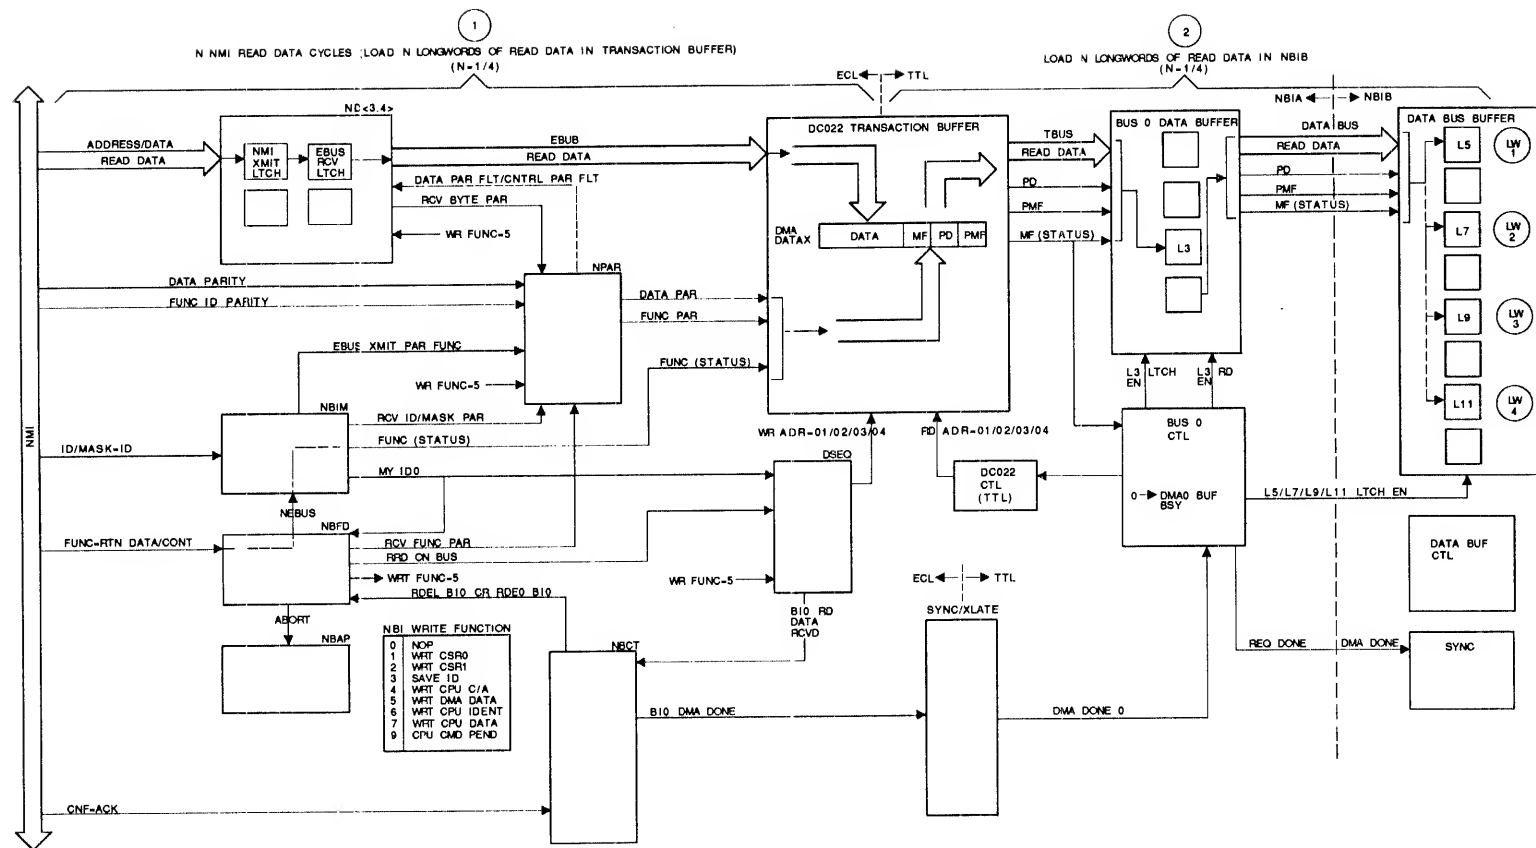 1
N NMI READ DATA CYCLES (LOAD N LONGWORDS OF READ DATA IN TRANSACTION BUFFER)
(N=1/4)
2
LOAD N LONGWORDS OF READ DATA IN NBIB
(N=1/4)
ECL TTL
NBIA NBIB
ND<3.4>
ADDRESS/DATA
READ DATA
NMI
XMIT
LTCH
EBUS
RCV
LTCH
EBUB
READ DATA
DATA PAR FLT/CNTRL PAR FLT
RCV BYTE PAR
WR FUNC=5
DC022 TRANSACTION BUFFER
DMA
DATAX
DATA
MF
PD
PMF
TBUS
READ DATA
PD
PMF
MF (STATUS)
BUS 0 DATA BUFFER
L3
DATA BUS
READ DATA
PD
PMF
MF (STATUS)
DATA BUS BUFFER
L5
LW
1
L7
LW
2
L9
LW
3
L11
LW
4
NPAR
DATA PARITY
FUNC ID PARITY
DATA PAR
FUNC PAR
EBUS XMIT PAR FUNC
FUNC (STATUS)
WR FUNC=5
L3 LTCH
EN
L3 RD
EN
NBIM
RCV ID/MASK PAR
FUNC (STATUS)
MY ID0
ID/MASK=ID
NMI
NEBUS
WR ADR=01/02/03/04
RD ADR=01/02/03/04
DSEQ
DC022
CTL
(TTL)
BUS 0
CTL
0 DMA0 BUF
BSY
L5/L7/L9/L11 LTCH EN
NBFD
FUNC=RTN DATA/CONT
RCV FUNC PAR
RRD ON BUS
WRT FUNC=5
RDEL BI0 OR RDE0 BI0
WR FUNC=5
ECL TTL
DATA BUF
CTL
ABORT
NBAP
BI0 RD
DATA
RCVD
SYNC/XLATE
NBI WRITE FUNCTION
0 NOP
1 WRT CSR0
2 WRT CSR1
3 SAVE ID
4 WRT CPU C/A
5 WRT DMA DATA
6 WRT CPU IDENT
7 WRT CPU DATA
9 CPU CMD PEND
NBCT
REQ DONE
DMA DONE
SYNC
BI0 DMA DONE
DMA DONE 0
CNF=ACK